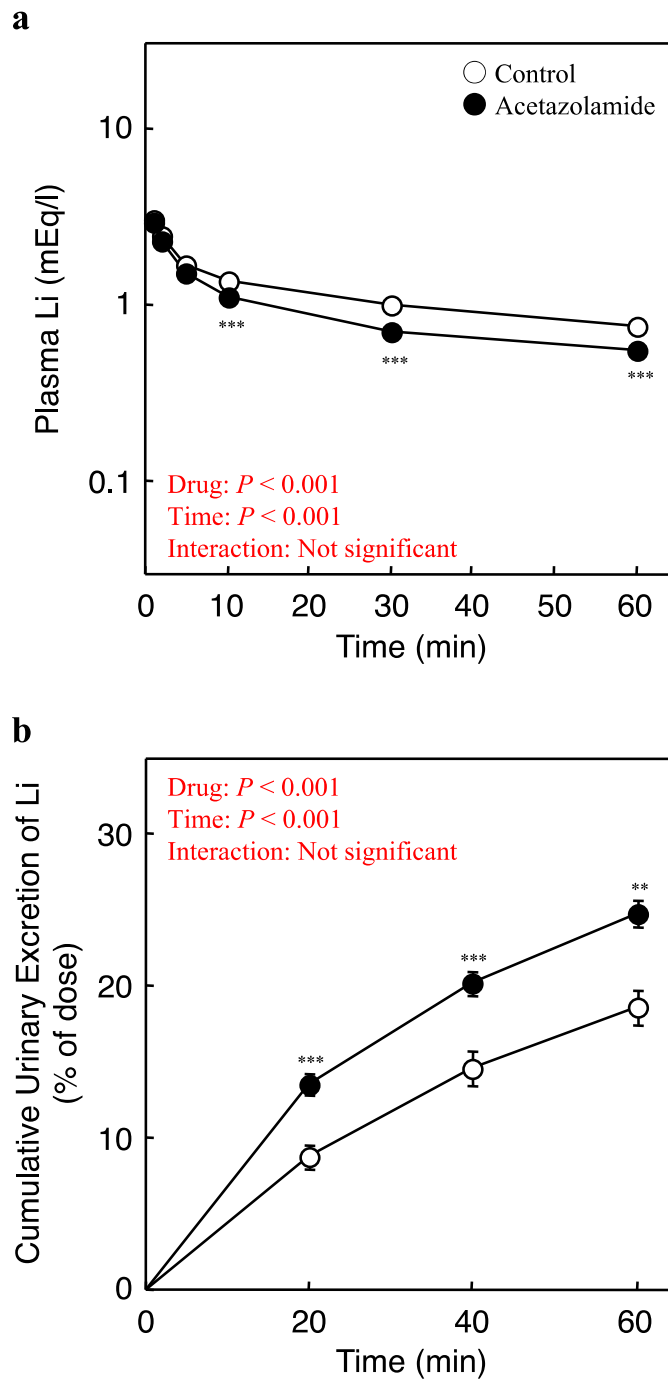 a
Control
Acetazolamide
10
1
0.1
Plasma Li (mEq/l)
***
***
***
Drug: P < 0.001
Time: P < 0.001
Interaction: Not significant
0 10 20 30 40 50 60
Time (min)
b
Drug: P < 0.001
Time: P < 0.001
Interaction: Not significant
30
20
10
0
Cumulative Urinary Excretion of Li
(% of dose)
***
***
**
0 20 40 60
Time (min)